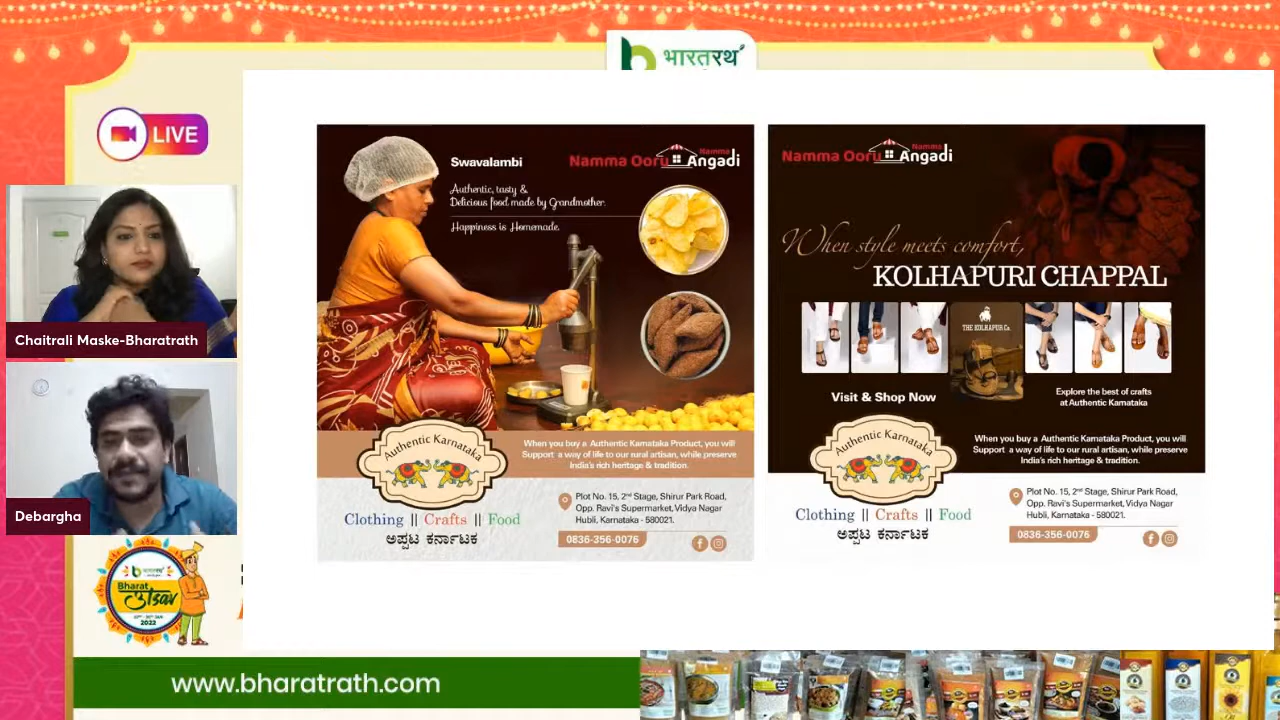 भारतरथ
LIVE
Chaitrali Maske-Bharatrath
Debargha
भारतरथ
Bharat
उत्सव
2022
www.bharatrath.com
Swavalambi
Namma Ooru Namma Angadi
Authentic, tasty &
Delicious food made by Grandmother.
Happiness is Homemade.
Authentic Karnataka
When you buy a Authentic Karnataka Product, you will
Support a way of life to our rural artisan, while preserve
India's rich heritage & tradition.
Clothing || Crafts || Food
ಅಪ್ಪಟ ಕರ್ನಾಟಕ
Plot No. 15, 2nd Stage, Shirur Park Road,
Opp. Ravi's Supermarket, Vidya Nagar
Hubli, Karnataka - 580021.
0836-356-0076
Namma Ooru Namma Angadi
When style meets comfort,
KOLHAPURI CHAPPAL
THE KOLHAPUR Co.
Visit & Shop Now
Explore the best of crafts
at Authentic Karnataka
Authentic Karnatak
When you buy a Authentic Karnataka Product, you will
Support a way of life to our rural artisan, while preserve
India's rich heritage & tradition.
Clothing || Crafts || Food
ಅಪ್ಪಟ ಕರ್ನಾಟಕ
Plot No. 15, 2nd Stage, Shirur Park Road,
Opp. Ravi's Supermarket, Vidya Nagar
Hubli, Karnataka - 580021.
0836-356-0076